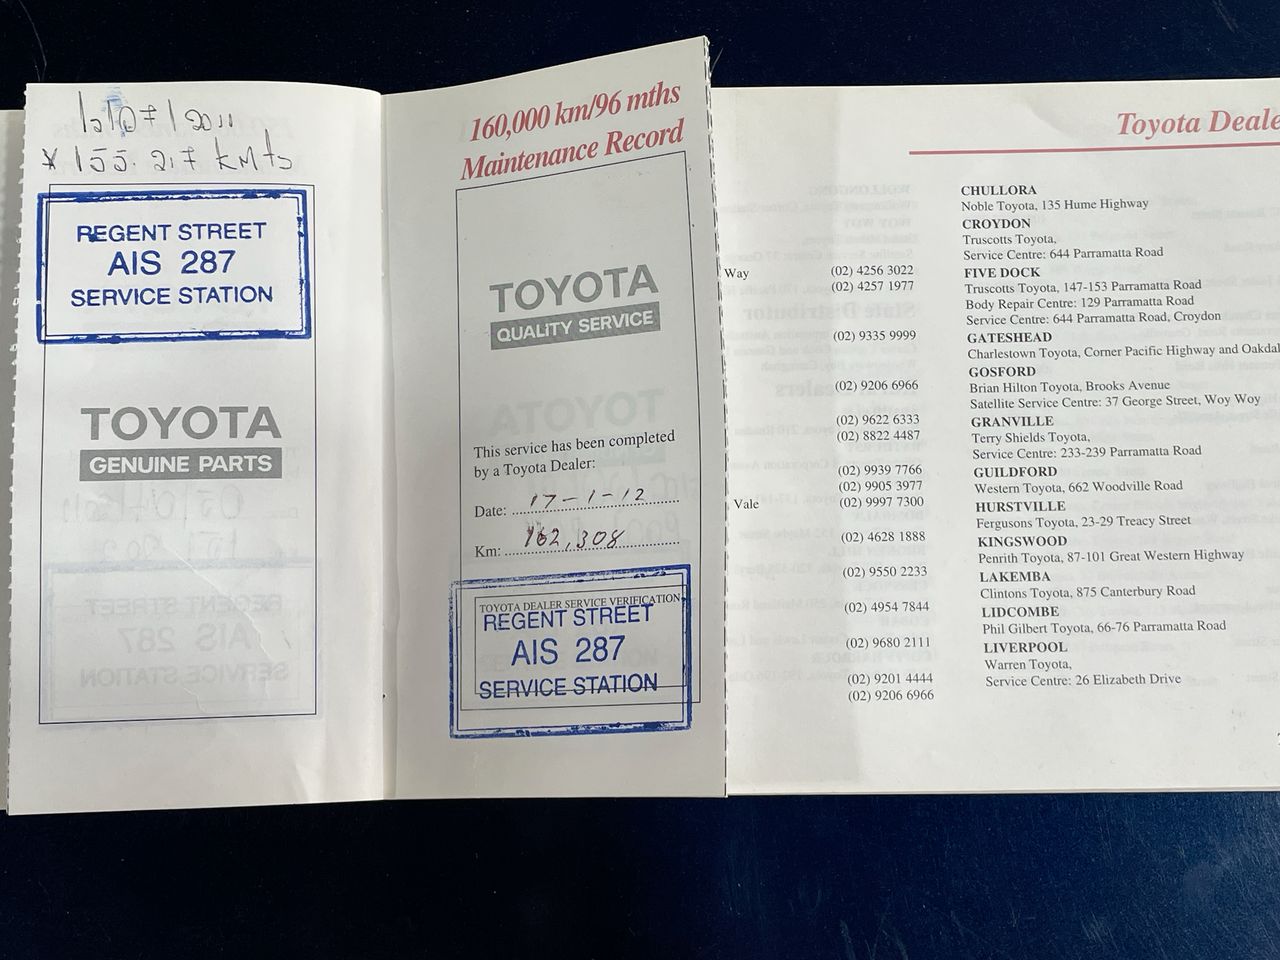 12/07/2011
* 155.217 kMts
REGENT STREET
AIS 287
SERVICE STATION
TOYOTA
GENUINE PARTS
160,000 km/96 mths
Maintenance Record
TOYOTA
QUALITY SERVICE
This service has been completed
by a Toyota Dealer:
Date: 17-1-12
Km: 162,308
TOYOTA DEALER SERVICE VERIFICATION
REGENT STREET
AIS 287
SERVICE STATION
Way (02) 4256 3022
(02) 4257 1977
(02) 9335 9999
(02) 9206 6966
(02) 9622 6333
(02) 8822 4487
(02) 9939 7766
(02) 9905 3977
Vale (02) 9997 7300
(02) 4628 1888
(02) 9550 2233
(02) 4954 7844
(02) 9680 2111
(02) 9201 4444
(02) 9206 6966
Toyota Deale
CHULLORA
Noble Toyota, 135 Hume Highway
CROYDON
Truscotts Toyota,
Service Centre: 644 Parramatta Road
FIVE DOCK
Truscotts Toyota, 147-153 Parramatta Road
Body Repair Centre: 129 Parramatta Road
Service Centre: 644 Parramatta Road, Croydon
GATESHEAD
Charlestown Toyota, Corner Pacific Highway and Oakdal
GOSFORD
Brian Hilton Toyota, Brooks Avenue
Satellite Service Centre: 37 George Street, Woy Woy
GRANVILLE
Terry Shields Toyota,
Service Centre: 233-239 Parramatta Road
GUILDFORD
Western Toyota, 662 Woodville Road
HURSTVILLE
Fergusons Toyota, 23-29 Treacy Street
KINGSWOOD
Penrith Toyota, 87-101 Great Western Highway
LAKEMBA
Clintons Toyota, 875 Canterbury Road
LIDCOMBE
Phil Gilbert Toyota, 66-76 Parramatta Road
LIVERPOOL
Warren Toyota,
Service Centre: 26 Elizabeth Drive